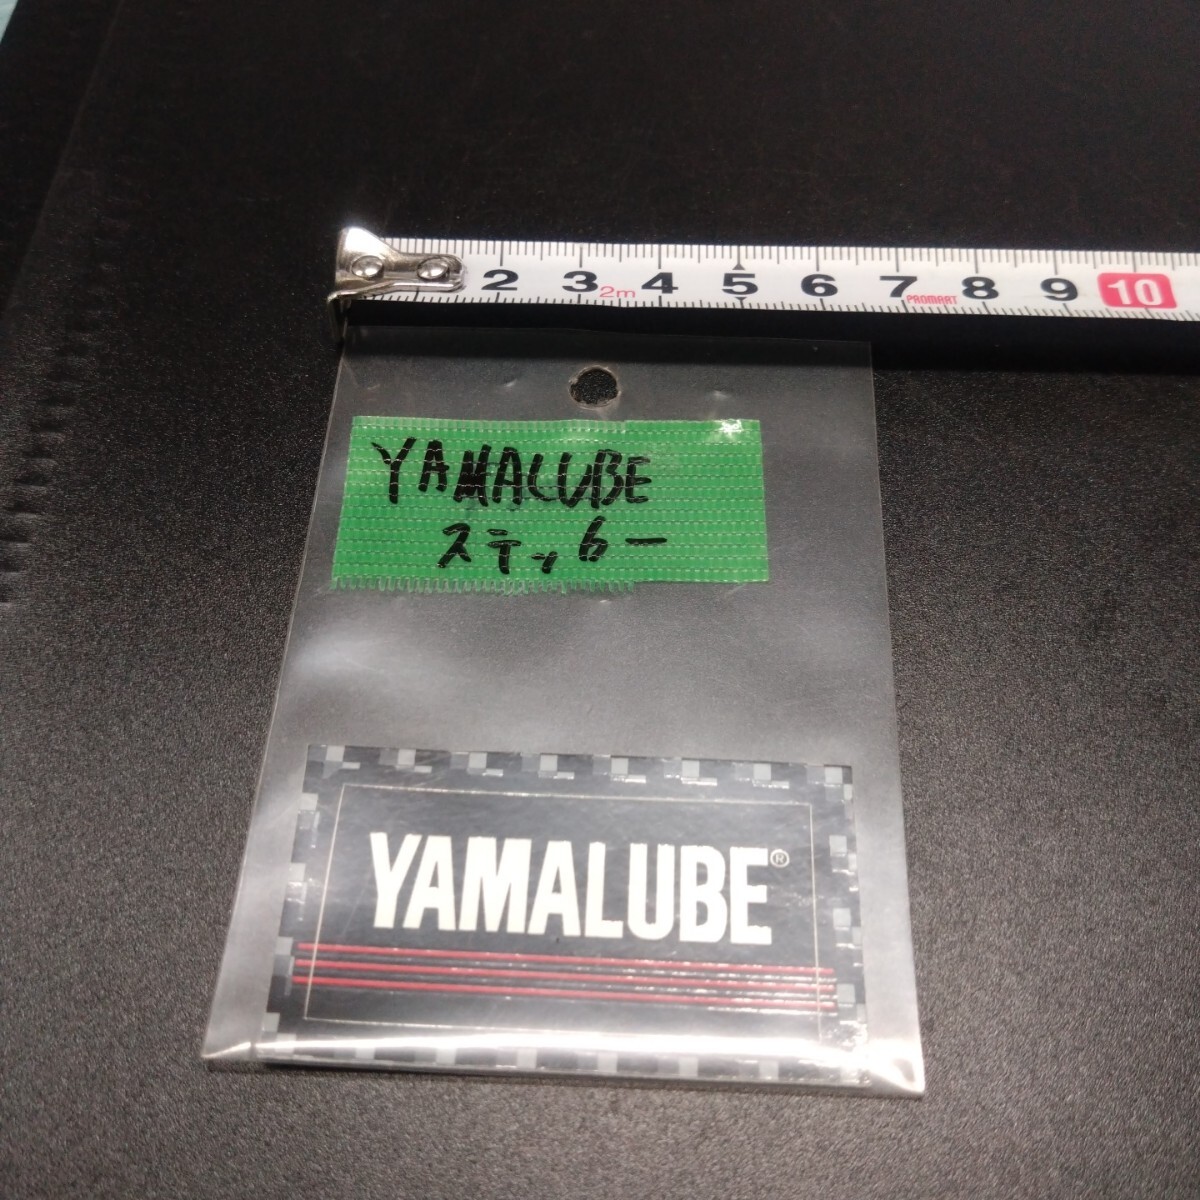 2 3 2m 4 5 6 7 PROMART 8 9 10
YAMALUBE
ステッカー
YAMALUBE®